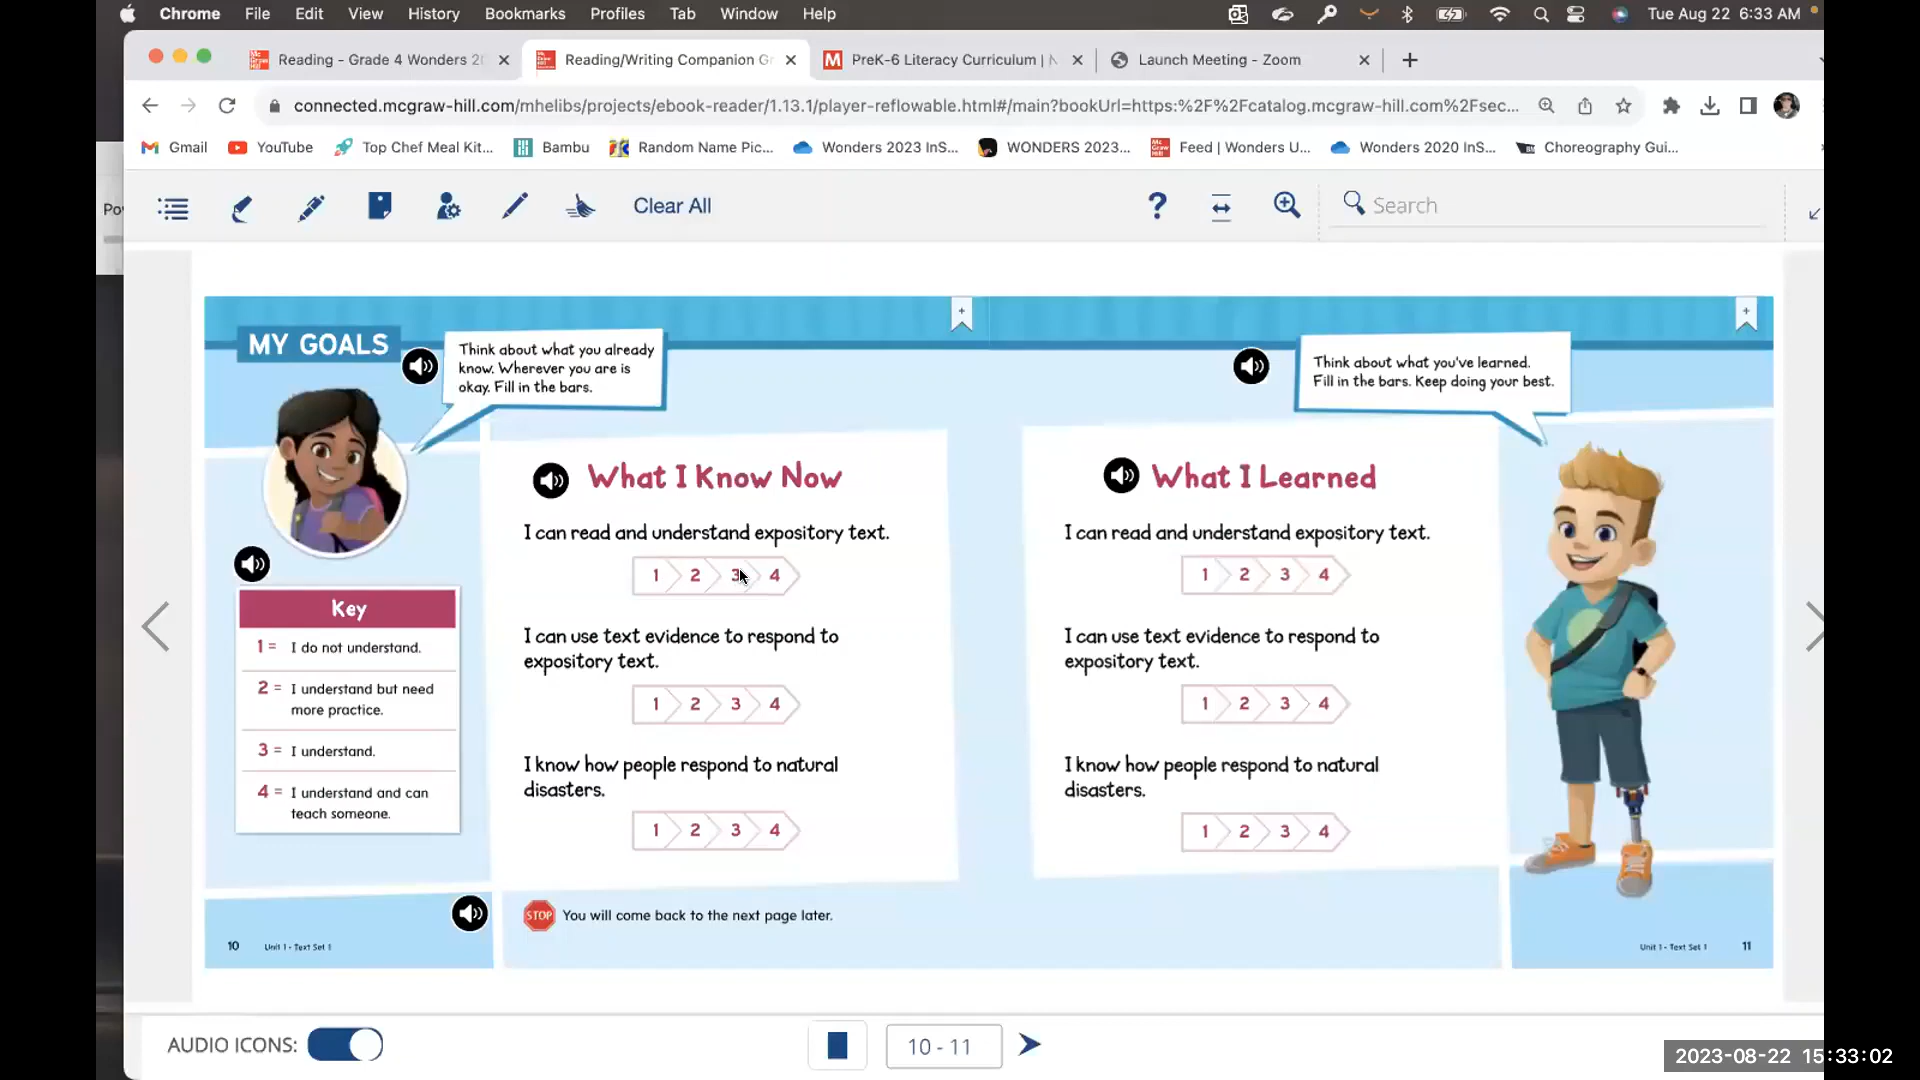 Chrome File Edit View History Bookmarks Profiles Tab Window Help
Tue Aug 22 6:33 AM
Reading - Grade 4 Wonders 2
Reading/Writing Companion Gr
PreK-6 Literacy Curriculum |
Launch Meeting - Zoom
connected.mcgraw-hill.com/mhelibs/projects/ebook-reader/1.13.1/player-reflowable.html#/main?bookUrl=https:%2F%2Fcatalog.mcgraw-hill.com%2Fsec...
Gmail
YouTube
Top Chef Meal Kit...
Bambu
Random Name Pic...
Wonders 2023 InS...
WONDERS 2023...
Feed | Wonders U...
Wonders 2020 InS...
Choreography Gui...
Clear All
Search
MY GOALS
Think about what you already
know. Wherever you are is
okay. Fill in the bars.
Key
1 = I do not understand.
2 = I understand but need
more practice.
3 = I understand.
4 = I understand and can
teach someone.
What I Know Now
I can read and understand expository text.
1 2 3 4
I can use text evidence to respond to
expository text.
1 2 3 4
I know how people respond to natural
disasters.
1 2 3 4
STOP You will come back to the next page later.
10 Unit 1 - Text Set 1
Think about what you've learned.
Fill in the bars. Keep doing your best.
What I Learned
I can read and understand expository text.
1 2 3 4
I can use text evidence to respond to
expository text.
1 2 3 4
I know how people respond to natural
disasters.
1 2 3 4
Unit 1 - Text Set 1 11
AUDIO ICONS:
10 - 11
2023-08-22 15:33:02